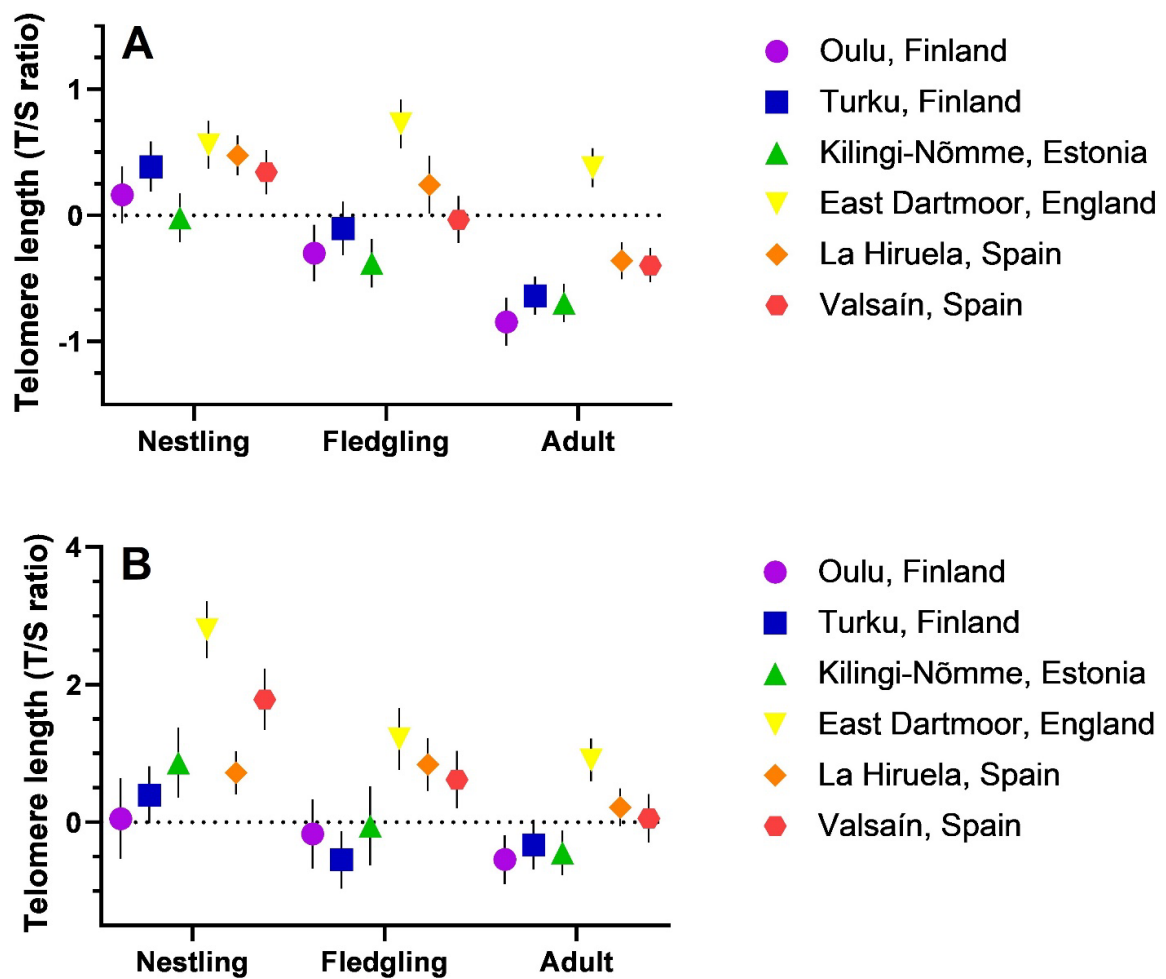 A
Telomere length (T/S ratio)
1
0
-1
Nestling
Fledgling
Adult
Oulu, Finland
Turku, Finland
Kilingi-Nõmme, Estonia
East Dartmoor, England
La Hiruela, Spain
Valsaín, Spain
B
Telomere length (T/S ratio)
4
2
0
Nestling
Fledgling
Adult
Oulu, Finland
Turku, Finland
Kilingi-Nõmme, Estonia
East Dartmoor, England
La Hiruela, Spain
Valsaín, Spain